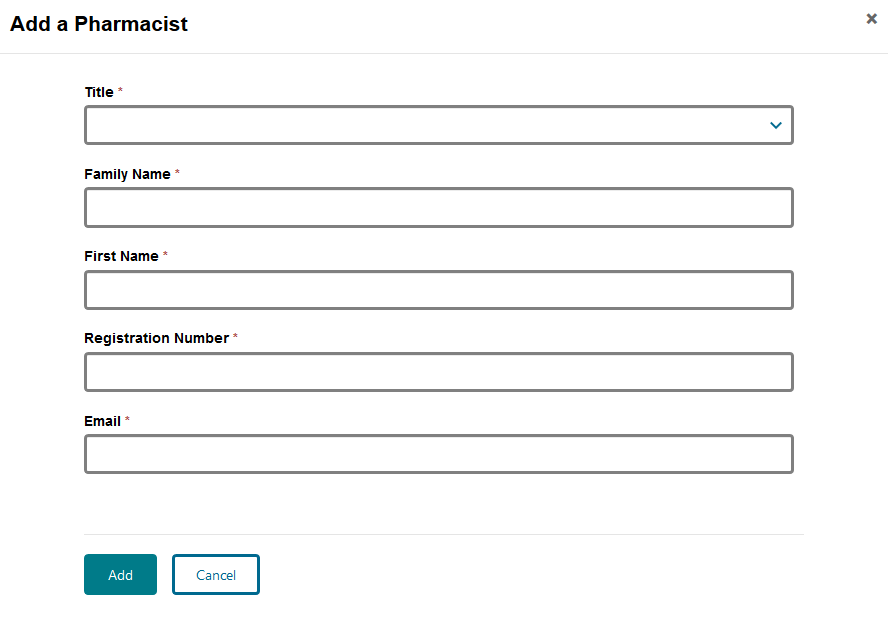 Add a Pharmacist
Title *
Family Name *
First Name *
Registration Number *
Email *
Add
Cancel